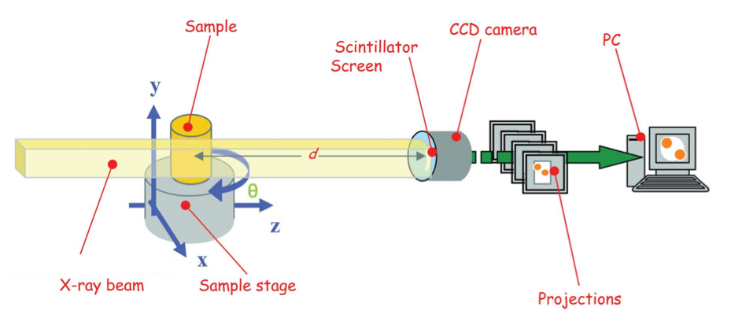 Sample
CCD camera
Scintillator
Screen
PC
y
d
θ
z
x
X-ray beam
Sample stage
Projections